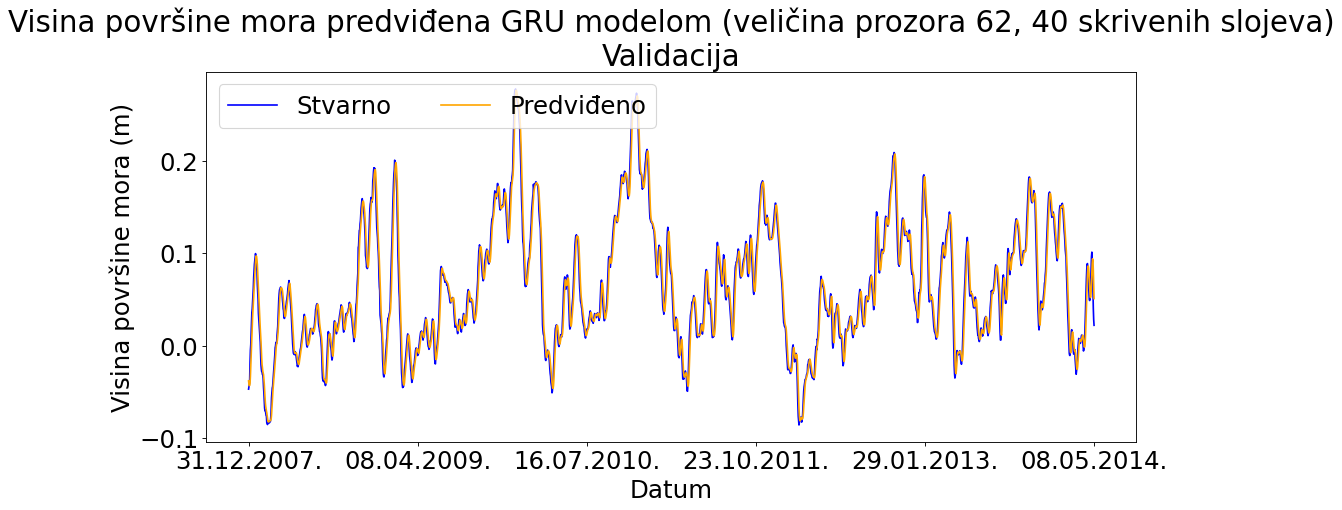 Visina površine mora predviđena GRU modelom (veličina prozora 62, 40 skrivenih slojeva)
Validacija
Stvarno
Predviđeno
Visina površine mora (m)
0.2
0.1
0.0
−0.1
31.12.2007.
08.04.2009.
16.07.2010.
23.10.2011.
29.01.2013.
08.05.2014.
Datum